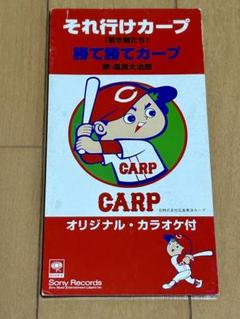 それ行けカープ
(若き鯉たち)
勝て勝てカープ
歌・塩見大治郎
CARP
CARP
オリジナル・カラオケ付
Sony Records